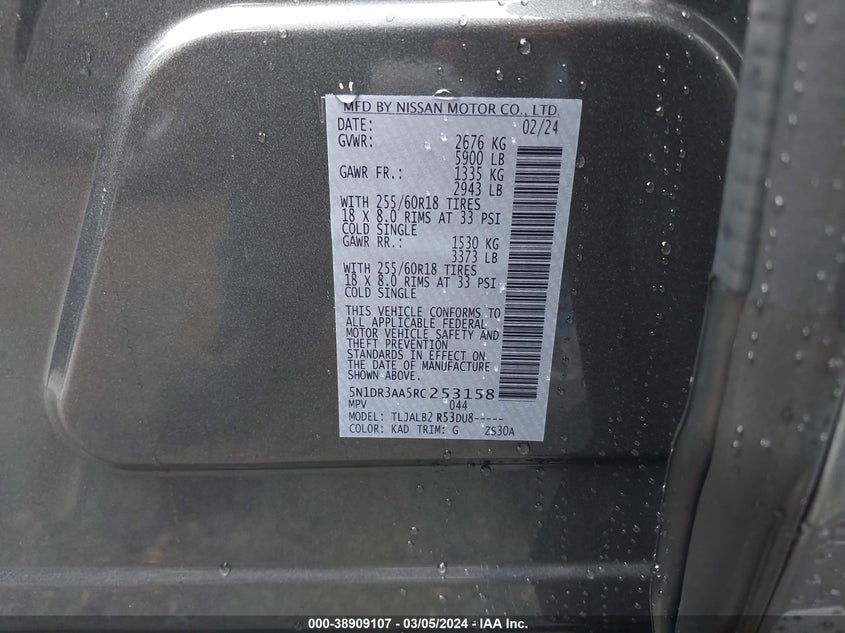 MFD BY NISSAN MOTOR CO., LTD.
DATE: 02/24
GVWR: 2676 KG
5900 LB
GAWR FR.: 1335 KG
2943 LB
WITH 255/60R18 TIRES
18 X 8.0 RIMS AT 33 PSI
COLD SINGLE
GAWR RR.: 1530 KG
3373 LB
WITH 255/60R18 TIRES
18 X 8.0 RIMS AT 33 PSI
COLD SINGLE
THIS VEHICLE CONFORMS TO
ALL APPLICABLE FEDERAL
MOTOR VEHICLE SAFETY AND
THEFT PREVENTION
STANDARDS IN EFFECT ON
THE DATE OF MANUFACTURE
SHOWN ABOVE.
5N1DR3AA5RC253158
MPV 044
MODEL: TLJALB2 R53DU8-----
COLOR: KAD TRIM: G 2S30A
000-38909107 - 03/05/2024 - IAA Inc.